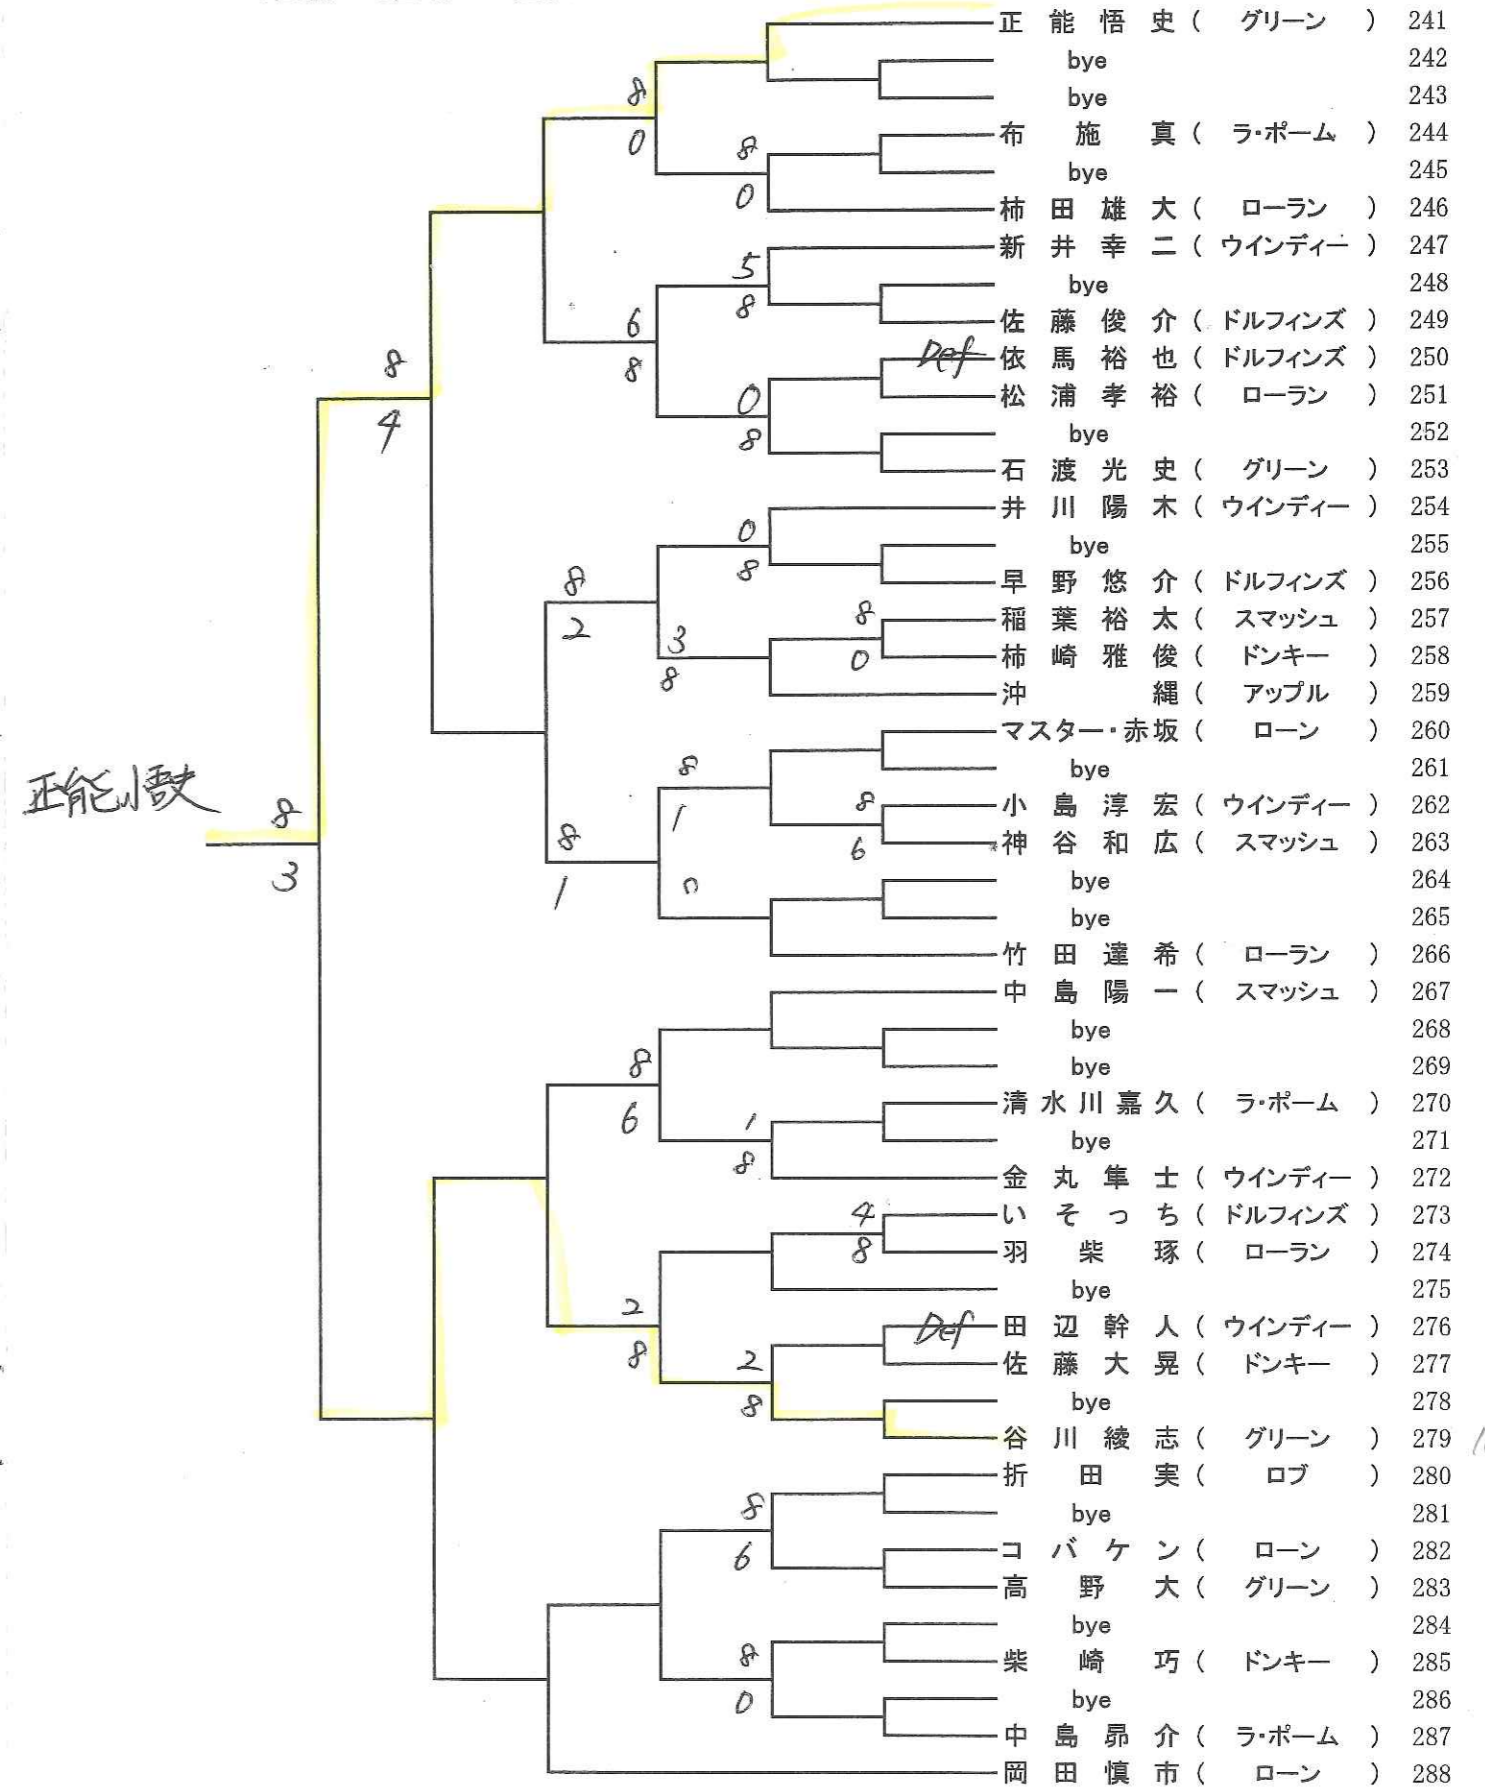 正能悟史( グリーン ) 241
bye 242
8
bye 243
0
布施真( ラ・ポーム ) 244
8
bye 245
0
柿田雄大( ローラン ) 246
新井幸二( ウインディー ) 247
5
bye 248
8
6
佐藤俊介( ドルフィンズ ) 249
Def 依馬裕也( ドルフィンズ ) 250
8
8
松浦孝裕( ローラン ) 251
0
4
bye 252
8
石渡光史( グリーン ) 253
井川陽木( ウインディー ) 254
0
bye 255
8
8
早野悠介( ドルフィンズ ) 256
8
稲葉裕太( スマッシュ ) 257
2
3
0
柿崎雅俊( ドンキー ) 258
8
沖縄( アップル ) 259
マスター・赤坂( ローン ) 260
8
bye 261
正能悟史
8
8
小島淳宏( ウインディー ) 262
1
8
6
神谷和広( スマッシュ ) 263
3
1
0
bye 264
bye 265
竹田達希( ローラン ) 266
中島陽一( スマッシュ ) 267
bye 268
8
bye 269
6
清水川嘉久( ラ・ポーム ) 270
1
bye 271
8
金丸隼士( ウインディー ) 272
4
いそっち( ドルフィンズ ) 273
8
羽柴琢( ローラン ) 274
bye 275
2
Def 田辺幹人( ウインディー ) 276
8
2
佐藤大晃( ドンキー ) 277
8
bye 278
谷川綾志( グリーン ) 279
折田実( ロブ ) 280
8
bye 281
6
コバケン( ローン ) 282
高野大( グリーン ) 283
bye 284
8
柴崎巧( ドンキー ) 285
0
bye 286
中島昴介( ラ・ポーム ) 287
岡田慎市( ローン ) 288